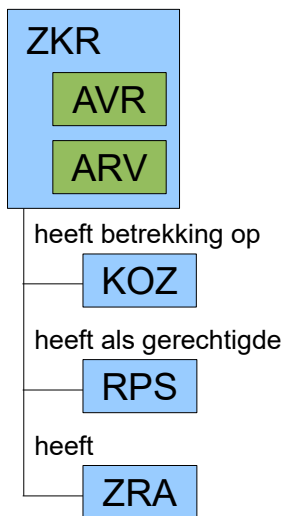 ZKR
AVR
ARV
heeft betrekking op
KOZ
heeft als gerechtigde
RPS
heeft
ZRA